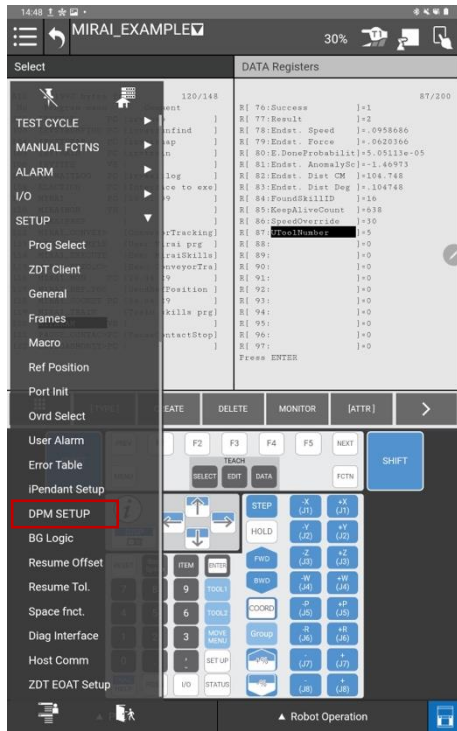 14:48
MIRAI_EXAMPLE
30%
T1
Select
DATA Registers
120/148
87/200
TEST CYCLE
MANUAL FCTNS
ALARM
I/O
SETUP
Prog Select
ZDT Client
General
Frames
Macro
Ref Position
Port Init
Ovrd Select
User Alarm
Error Table
iPendant Setup
DPM SETUP
BG Logic
Resume Offset
Resume Tol.
Space fnct.
Diag Interface
Host Comm
ZDT EOAT Setup
R[ 76:Success ]=1
R[ 77:Result ]=2
R[ 78:Endst. Speed ]=.0958686
R[ 79:Endst. Force ]=.0620366
R[ 80:E.DoneProbabilit]=5.05113e-05
R[ 81:Endst. AnomalySc]=-1.46973
R[ 82:Endst. Dist CM ]=104.748
R[ 83:Endst. Dist Deg ]=.104748
R[ 84:FoundSkillID ]=16
R[ 85:KeepAliveCount ]=638
R[ 86:SpeedOverride ]=30
R[ 87:UToolNumber ]=5
R[ 88: ]=0
R[ 89: ]=0
R[ 90: ]=0
R[ 91: ]=0
R[ 92: ]=0
R[ 93: ]=0
R[ 94: ]=0
R[ 95: ]=0
R[ 96: ]=0
R[ 97: ]=0
Press ENTER
DELETE
MONITOR
[ATTR]
>
F2
F3
F4
F5
NEXT
TEACH
SELECT
EDIT
DATA
FCTN
SHIFT
STEP
HOLD
FWD
BWD
COORD
Group
-X (J1)
+X (J1)
-Y (J2)
+Y (J2)
-Z (J3)
+Z (J3)
-W (J4)
+W (J4)
-P (J5)
+P (J5)
-R (J6)
+R (J6)
- (J7)
+ (J7)
- (J8)
+ (J8)
ITEM
ENTER
9
TOOL1
6
TOOL2
3
MOVE MENU
SET UP
I/O
STATUS
Robot Operation